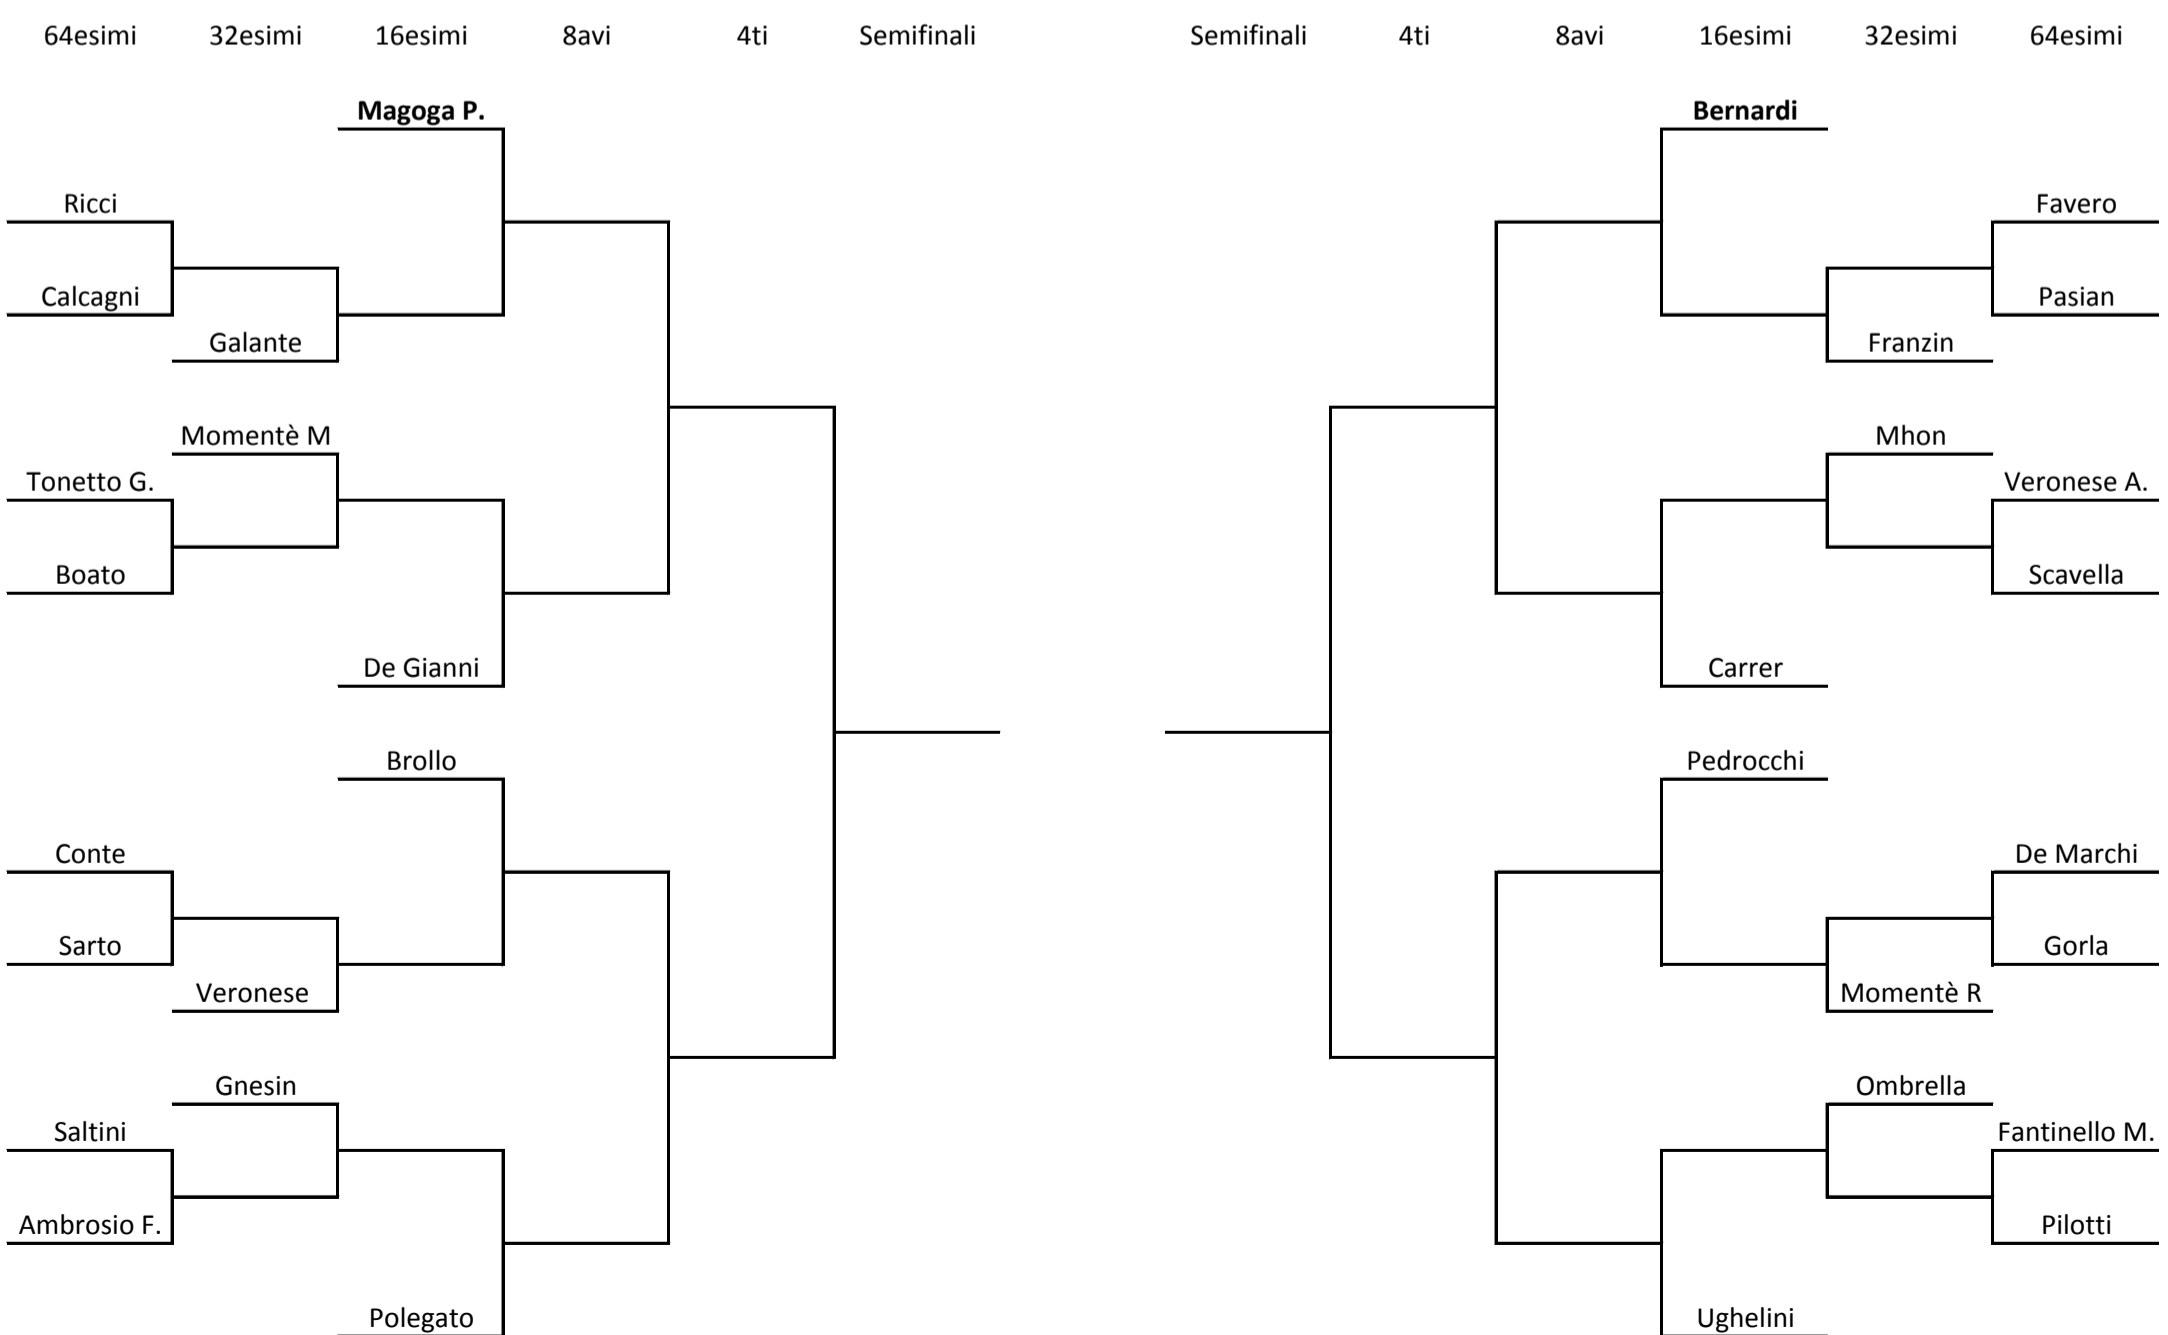 64esimi 32esimi 16esimi 8avi 4ti Semifinali Semifinali 4ti 8avi 16esimi 32esimi 64esimi
Magoga P. Bernardi
Ricci Favero
Calcagni Pasian
Galante Franzin
Momentè M Mhon
Tonetto G. Veronese A.
Boato Scavella
De Gianni Carrer
Brollo Pedrocchi
Conte De Marchi
Sarto Gorla
Veronese Momentè R
Gnesin Ombrella
Saltini Fantinello M.
Ambrosio F. Pilotti
Polegato Ughelini